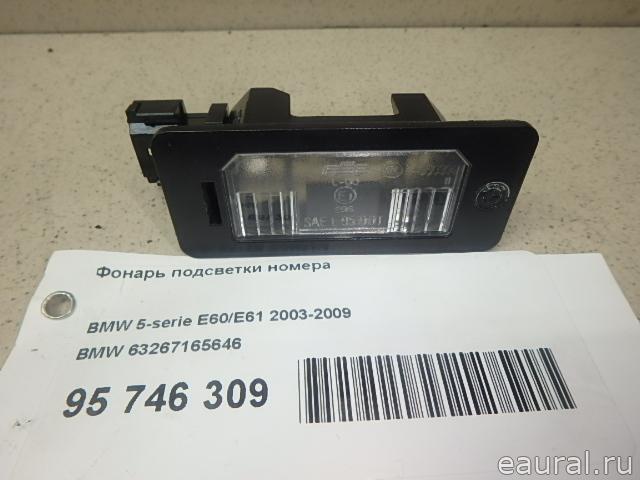 Фонарь подсветки номера
BMW 5-serie E60/E61 2003-2009
BMW 63267165646
95 746 309
eaural.ru